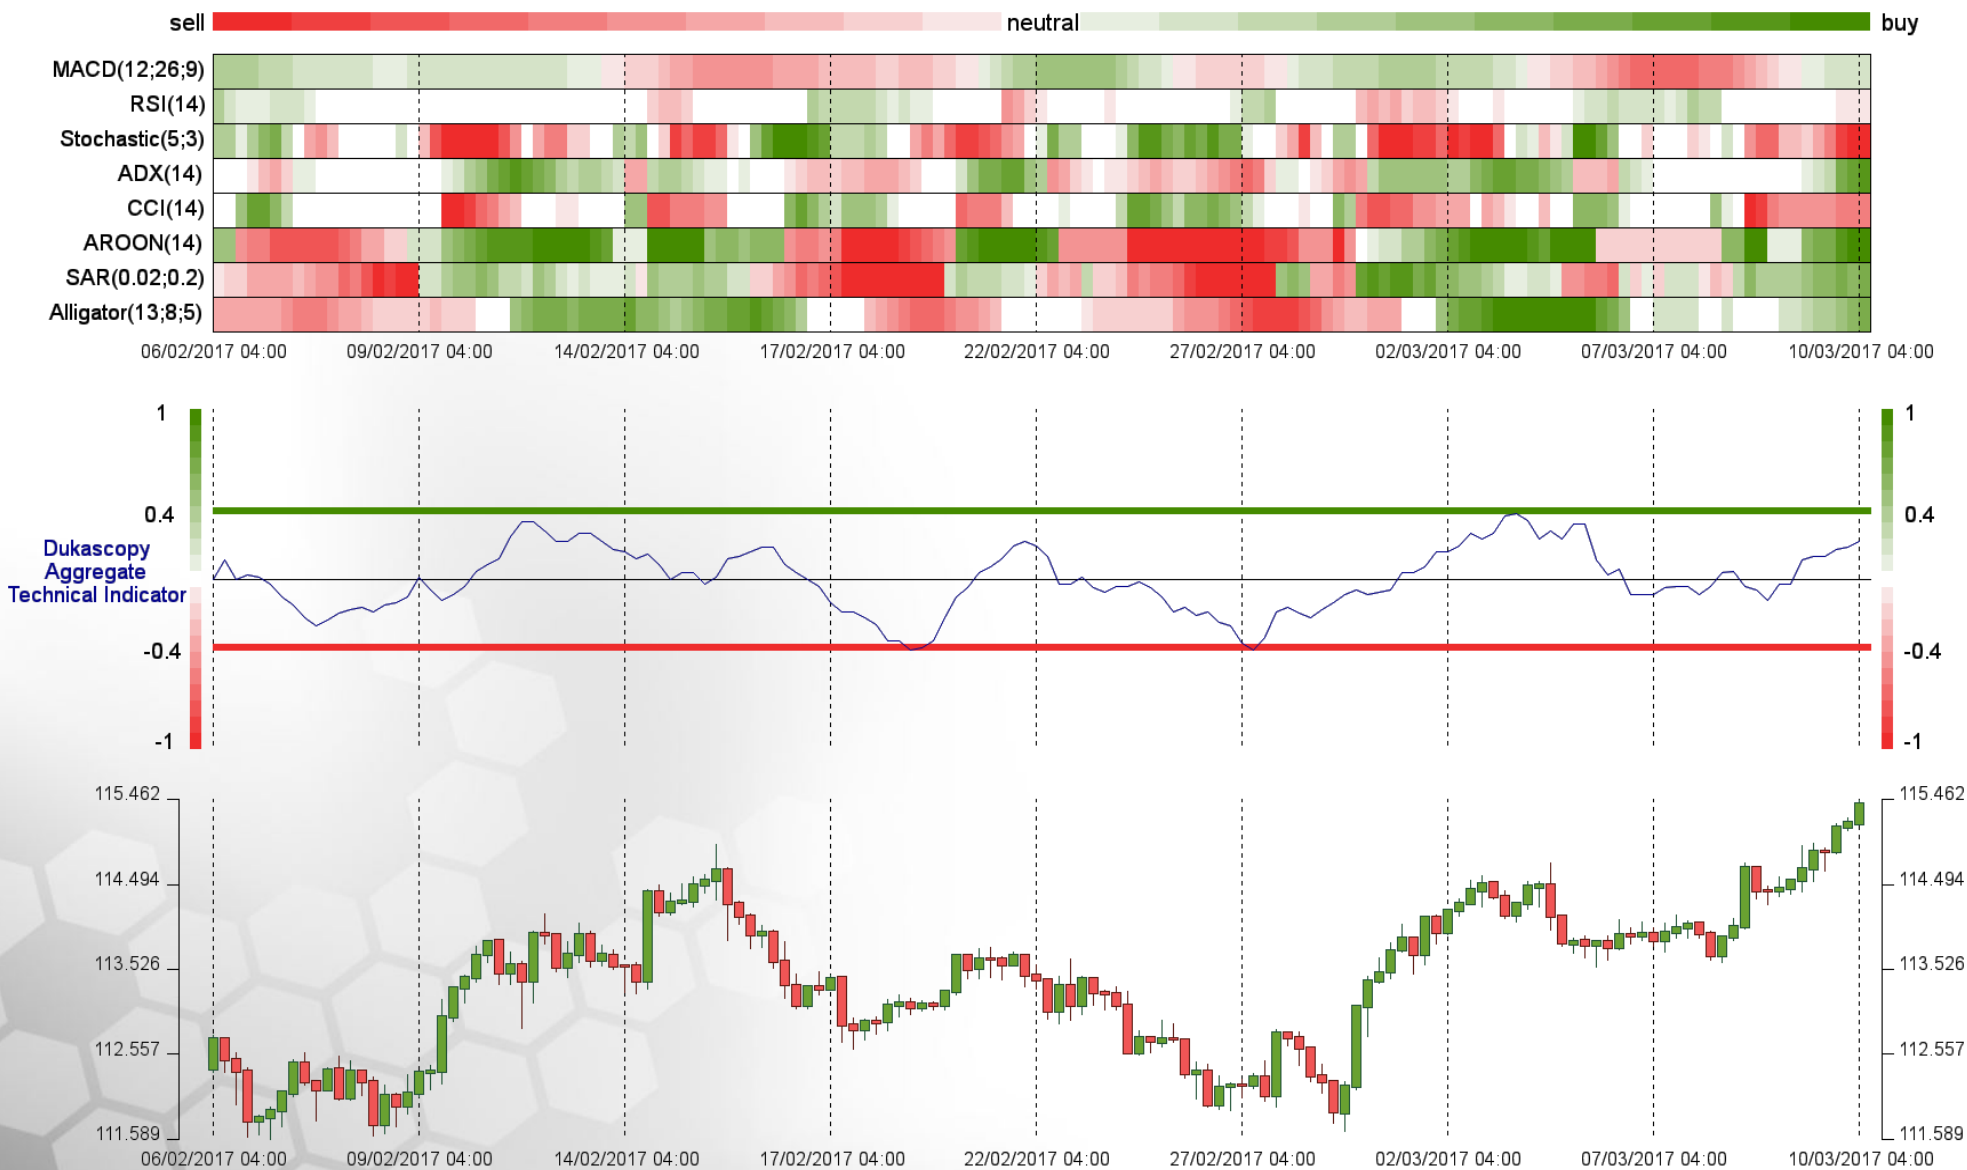 sell neutral buy
MACD(12;26;9)
RSI(14)
Stochastic(5;3)
ADX(14)
CCI(14)
AROON(14)
SAR(0.02;0.2)
Alligator(13;8;5)
06/02/2017 04:00 09/02/2017 04:00 14/02/2017 04:00 17/02/2017 04:00 22/02/2017 04:00 27/02/2017 04:00 02/03/2017 04:00 07/03/2017 04:00 10/03/2017 04:00
1 1
0.4 0.4
Dukascopy
Aggregate
Technical Indicator
-0.4 -0.4
-1 -1
115.462 115.462
114.494 114.494
113.526 113.526
112.557 112.557
111.589 111.589
06/02/2017 04:00 09/02/2017 04:00 14/02/2017 04:00 17/02/2017 04:00 22/02/2017 04:00 27/02/2017 04:00 02/03/2017 04:00 07/03/2017 04:00 10/03/2017 04:00